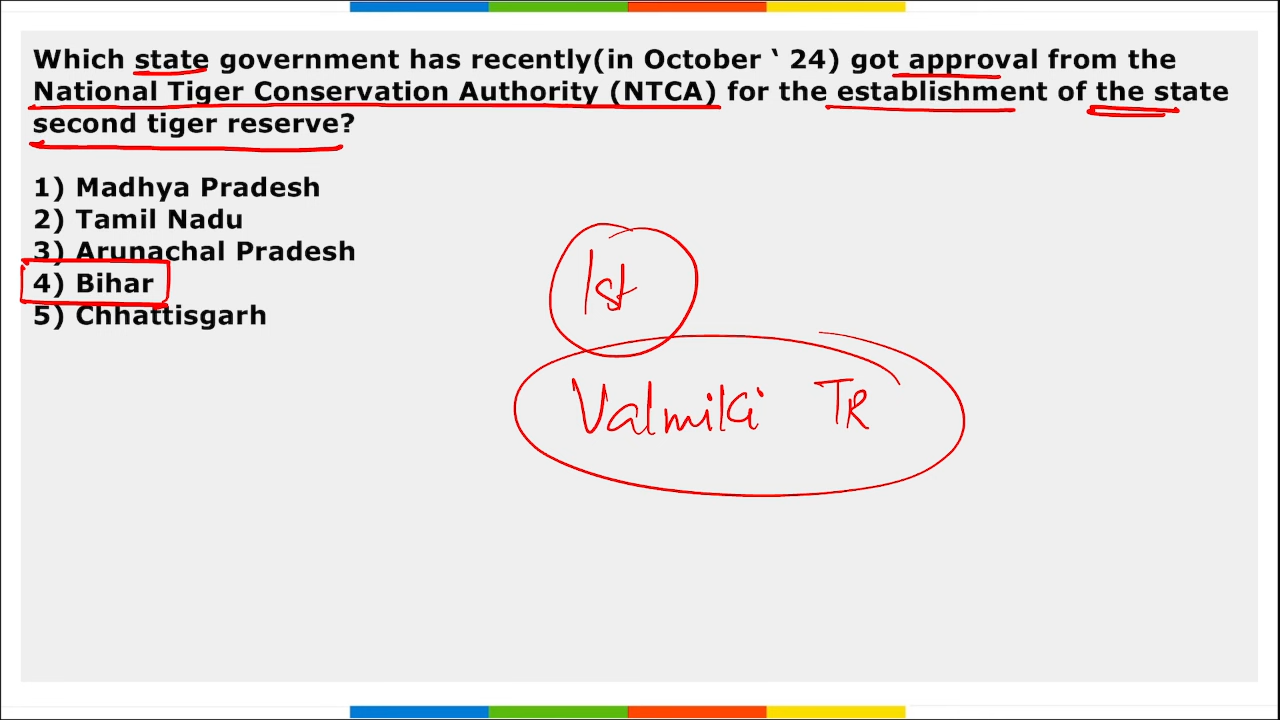 Which state government has recently(in October ‘ 24) got approval from the
National Tiger Conservation Authority (NTCA) for the establishment of the state
second tiger reserve?
1) Madhya Pradesh
2) Tamil Nadu
3) Arunachal Pradesh
4) Bihar
5) Chhattisgarh
1st
Valmiki TR